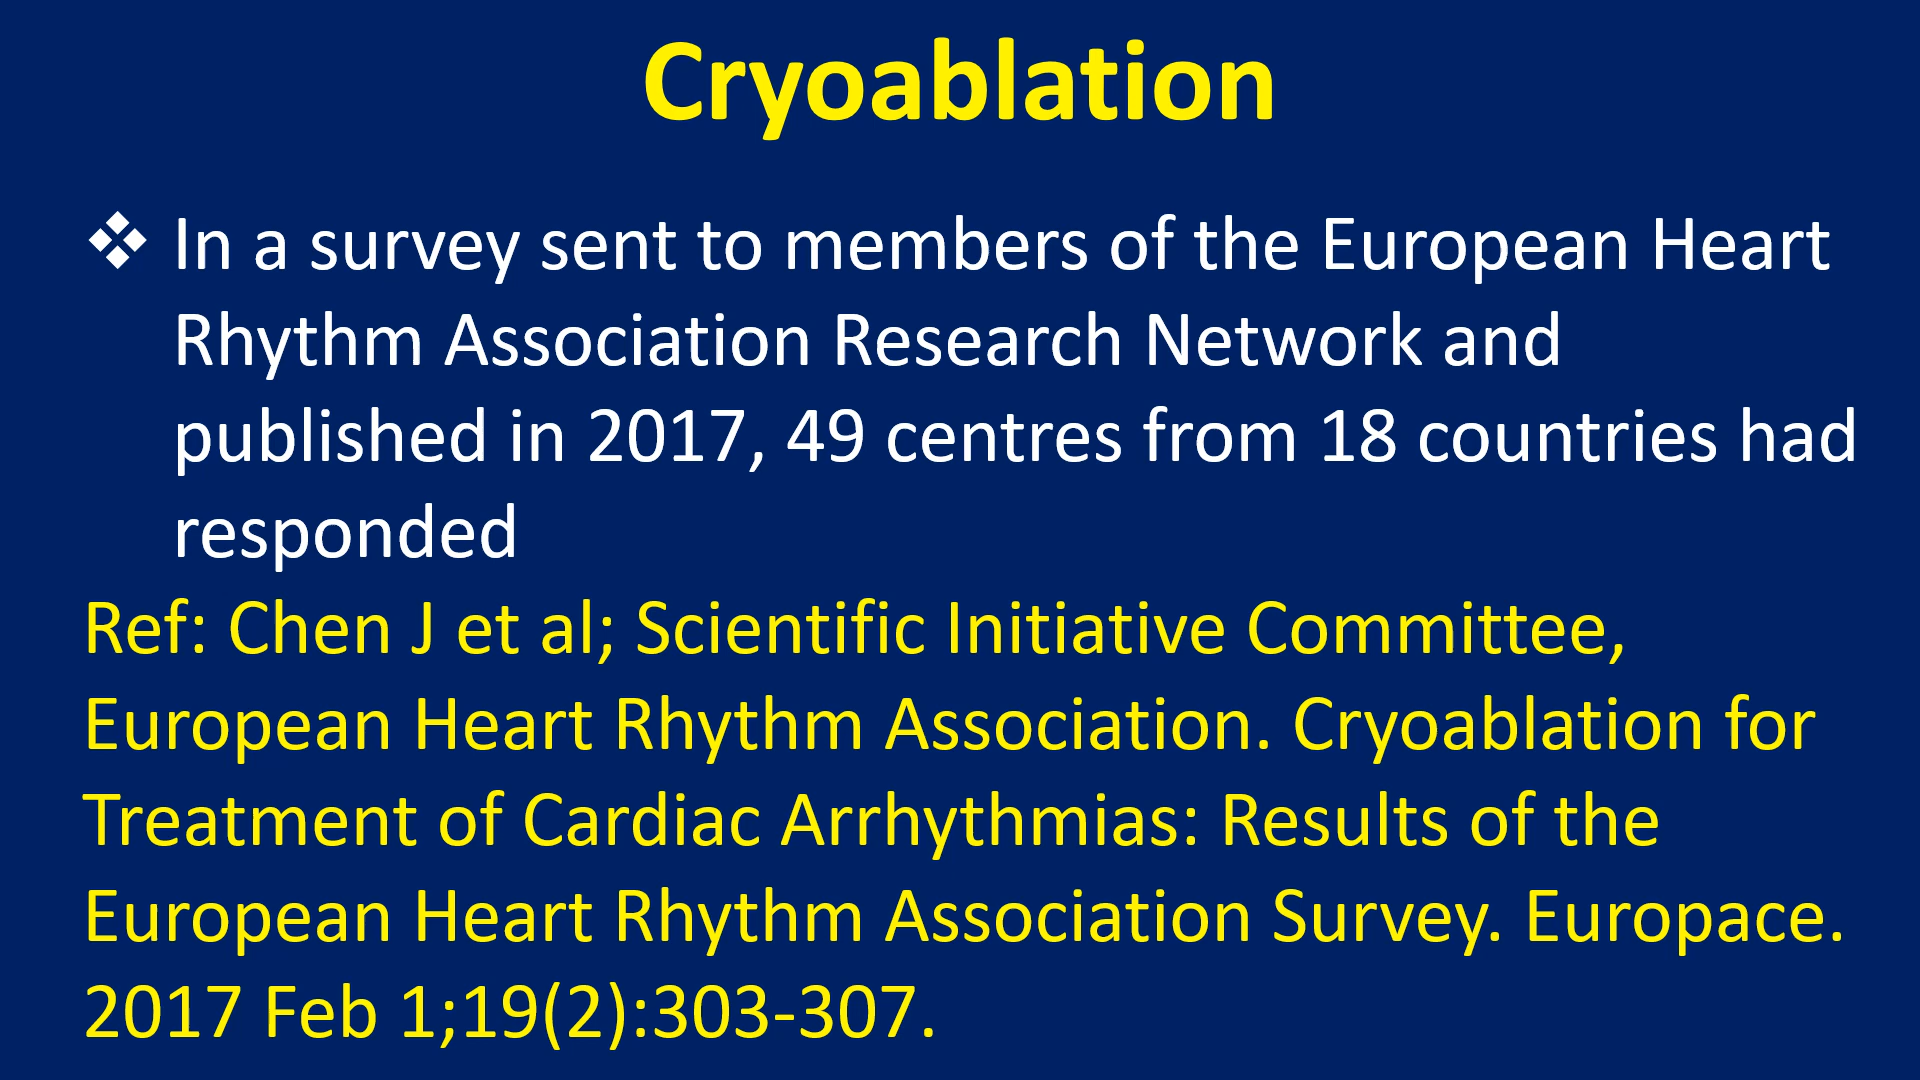 Cryoablation
❖ In a survey sent to members of the European Heart
Rhythm Association Research Network and
published in 2017, 49 centres from 18 countries had
responded
Ref: Chen J et al; Scientific Initiative Committee,
European Heart Rhythm Association. Cryoablation for
Treatment of Cardiac Arrhythmias: Results of the
European Heart Rhythm Association Survey. Europace.
2017 Feb 1;19(2):303-307.